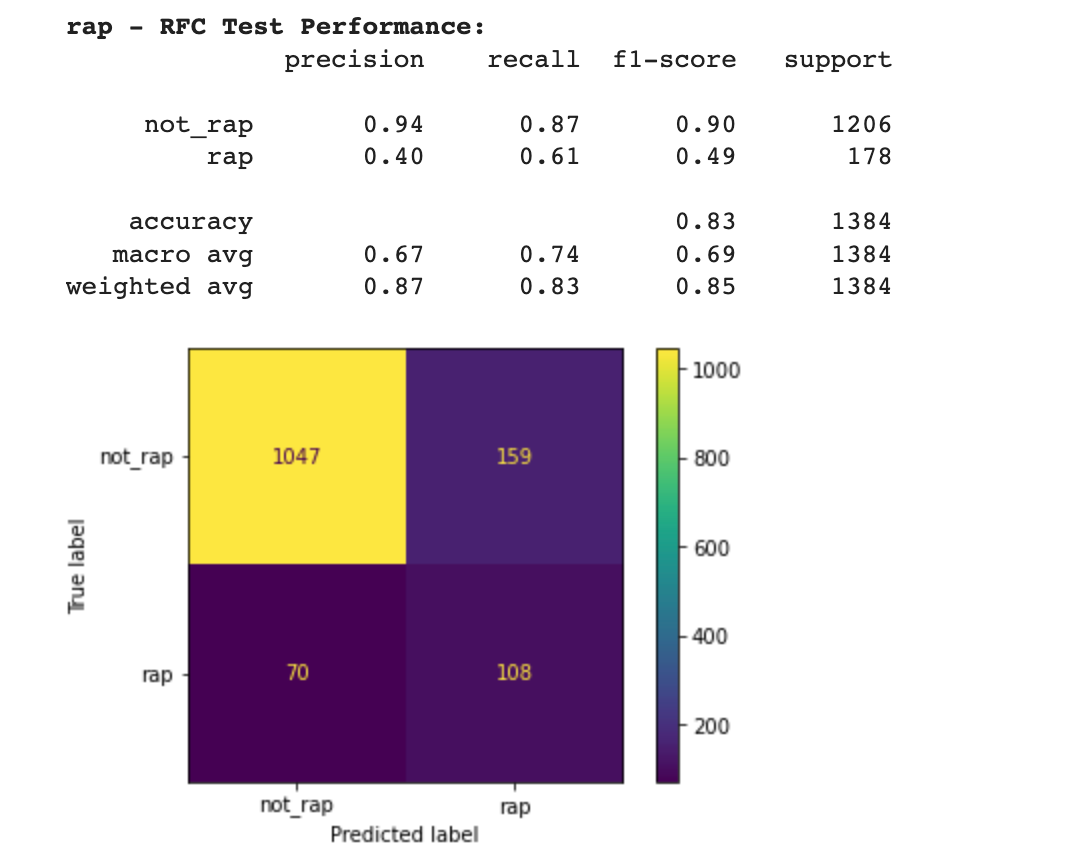 rap - RFC Test Performance:
precision recall f1-score support
not_rap 0.94 0.87 0.90 1206
rap 0.40 0.61 0.49 178
accuracy 0.83 1384
macro avg 0.67 0.74 0.69 1384
weighted avg 0.87 0.83 0.85 1384
1000
800
600
400
200
True label
not_rap 1047 159
rap 70 108
not_rap rap
Predicted label